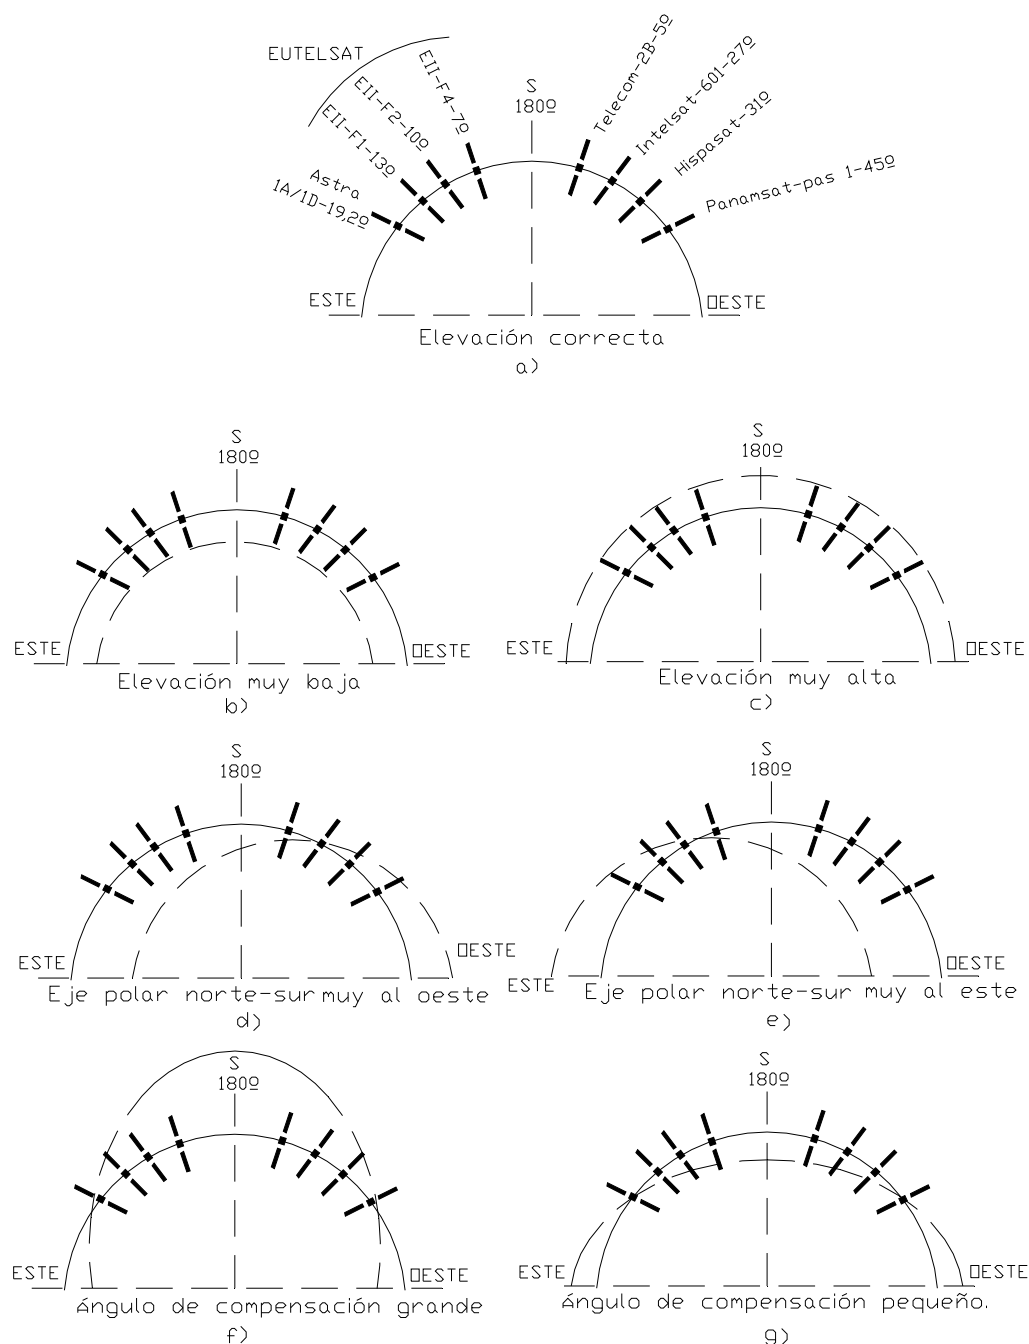 EUTELSAT
Astra
1A/1D-19,2º
EII-F1-13º
EII-F2-10º
EII-F4-7º
S
180º
Telecom-2B-5º
Intelsat-601-27º
Hispasat-31º
Panamsat-pas 1-45º
ESTE
OESTE
Elevación correcta
a)
S
180º
ESTE
OESTE
Elevación muy baja
b)
S
180º
ESTE
OESTE
Elevación muy alta
c)
S
180º
ESTE
OESTE
Eje polar norte-sur muy al oeste
d)
S
180º
ESTE
OESTE
Eje polar norte-sur muy al este
e)
S
180º
ESTE
OESTE
Ángulo de compensación grande
f)
S
180º
ESTE
OESTE
Ángulo de compensación pequeño.
g)